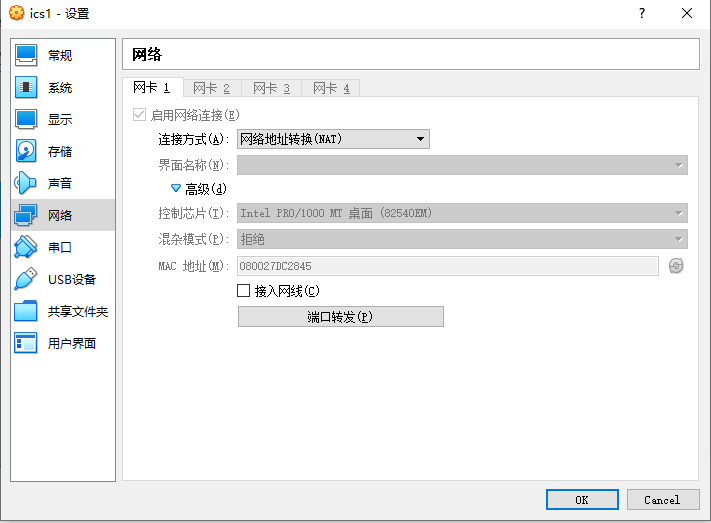 ics1 - 设置
?
常规
系统
显示
存储
声音
网络
串口
USB设备
共享文件夹
用户界面
网络
网卡 1 网卡 2 网卡 3 网卡 4
启用网络连接(E)
连接方式(A): 网络地址转换(NAT)
界面名称(N):
高级(d)
控制芯片(T): Intel PRO/1000 MT 桌面 (82540EM)
混杂模式(P): 拒绝
MAC 地址(M): 080027DC2845
接入网线(C)
端口转发(P)
OK Cancel